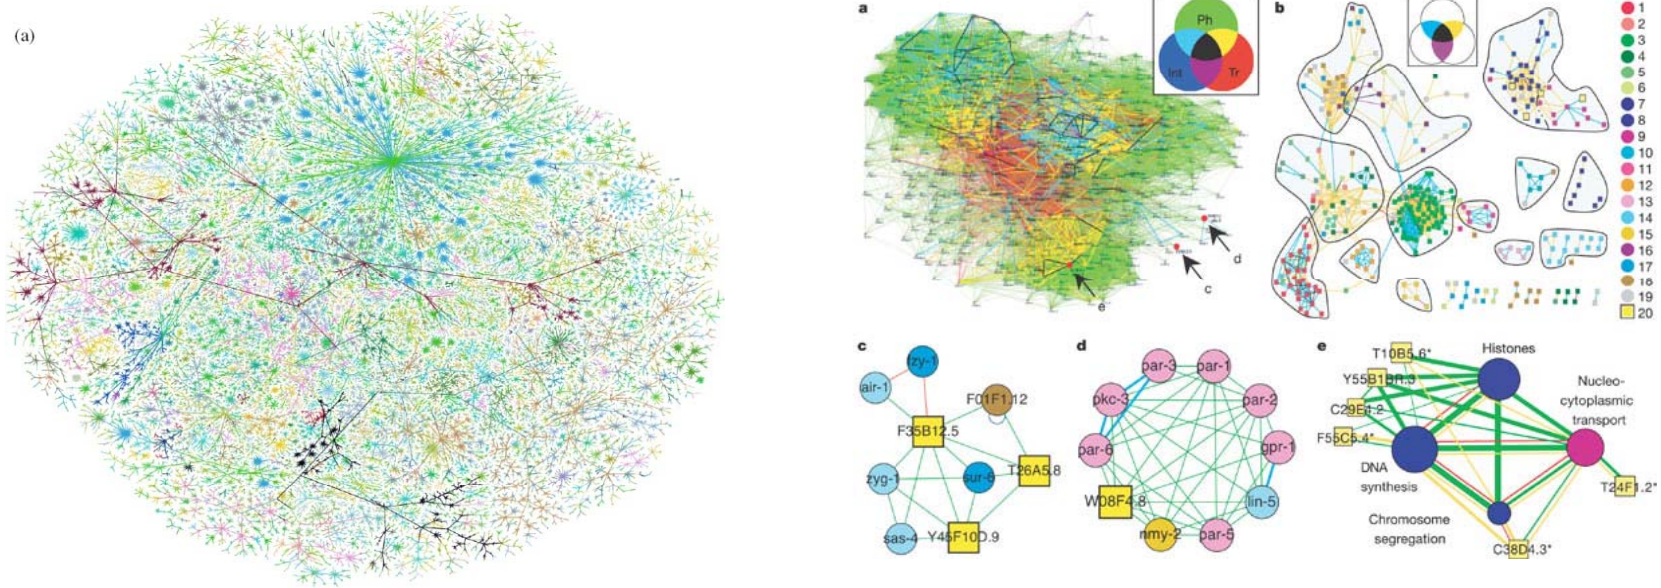 (a)
a
Ph
Int
Tr
d
c
e
b
1
2
3
4
5
6
7
8
9
10
11
12
13
14
15
16
17
18
19
20
c
lzy-1
air-1
F01F1.12
F35B12.5
zyg-1
sur-6
T26A5.8
sas-4
Y45F10D.9
d
par-3
par-1
pkc-3
par-2
par-6
gpr-1
W08F4.8
lin-5
nmy-2
par-5
e
T10B5.6*
Histones
Y55B1BR.3
Nucleo-
cytoplasmic
transport
C29E4.2
F55C5.4*
DNA
synthesis
T24F1.2*
Chromosome
segregation
C38D4.3*